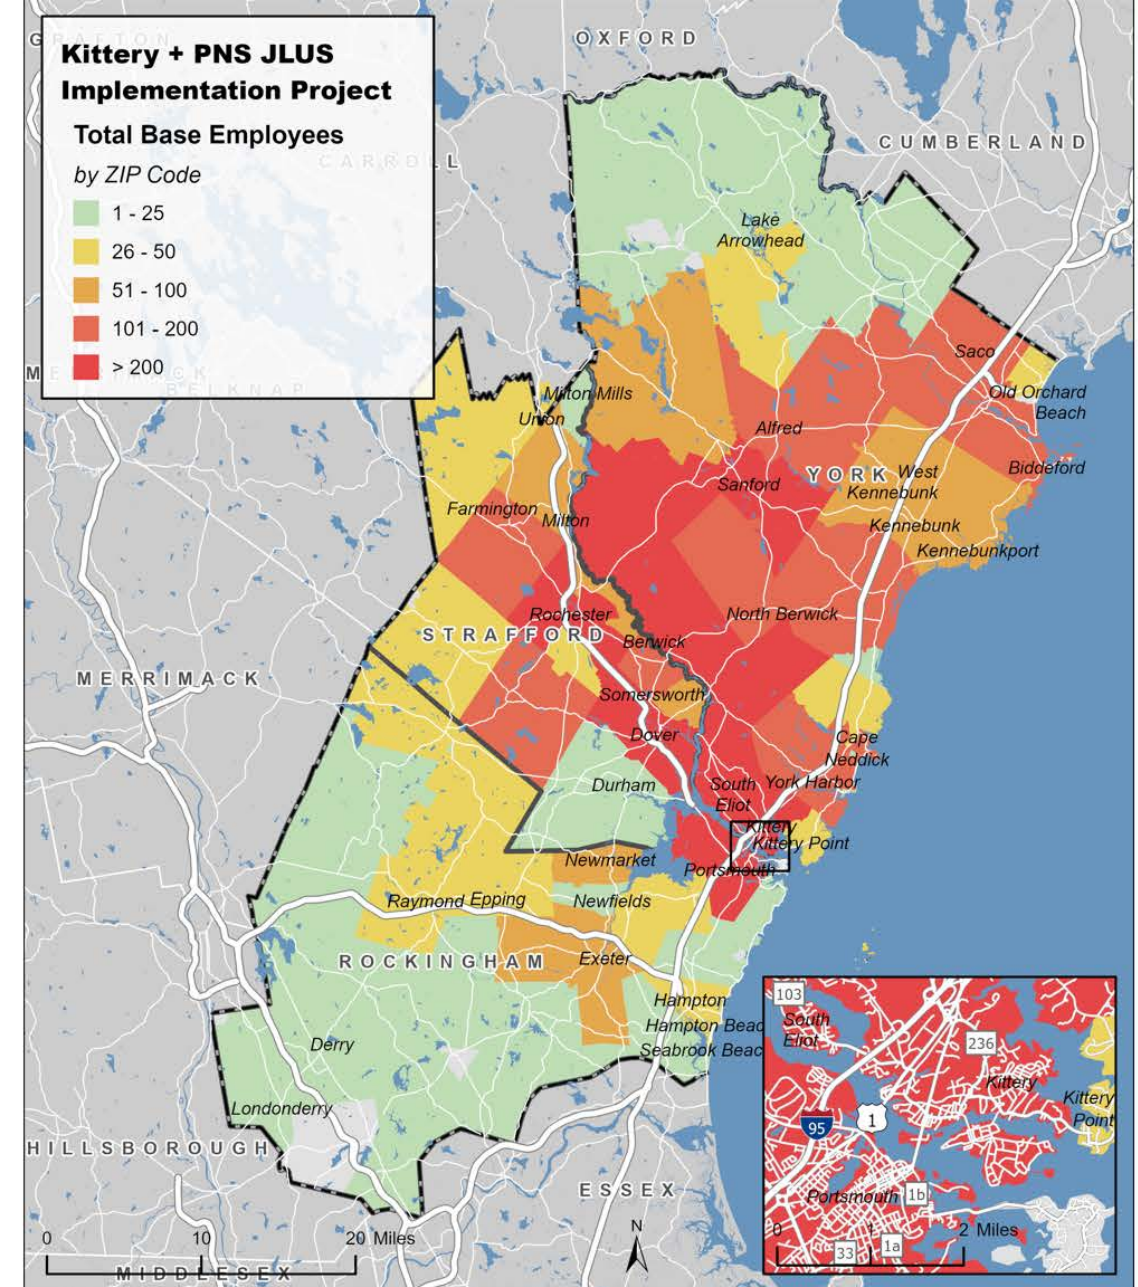 Kittery + PNS JLUS
Implementation Project
Total Base Employees
by ZIP Code
1 - 25
26 - 50
51 - 100
101 - 200
> 200
GRAFTON
OXFORD
CARROLL
CUMBERLAND
Lake
Arrowhead
Saco
BELKNAP
Milton Mills
Old Orchard
Beach
Union
Alfred
YORK
West
Kennebunk
Biddeford
Sanford
Farmington
Milton
Kennebunk
Kennebunkport
Rochester
North Berwick
STRAFFORD
Berwick
MERRIMACK
Somersworth
Dover
Cape
Neddick
Durham
South
Eliot
York Harbor
Kittery
Kittery Point
Newmarket
Portsmouth
Raymond
Epping
Newfields
ROCKINGHAM
Exeter
Hampton
Hampton Beac
Seabrook Beac
Derry
Londonderry
HILLSBOROUGH
ESSEX
MIDDLESEX
0
10
20 Miles
N
103
South
Eliot
236
Kittery
Kittery
Point
95
1
Portsmouth
1b
0
1
2 Miles
33
1a